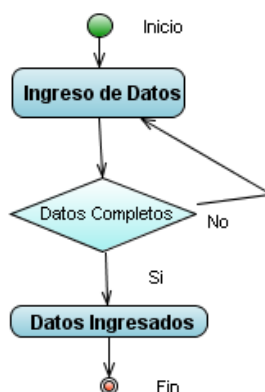 Inicio
Ingreso de Datos
Datos Completos
No
Si
Datos Ingresados
Fin